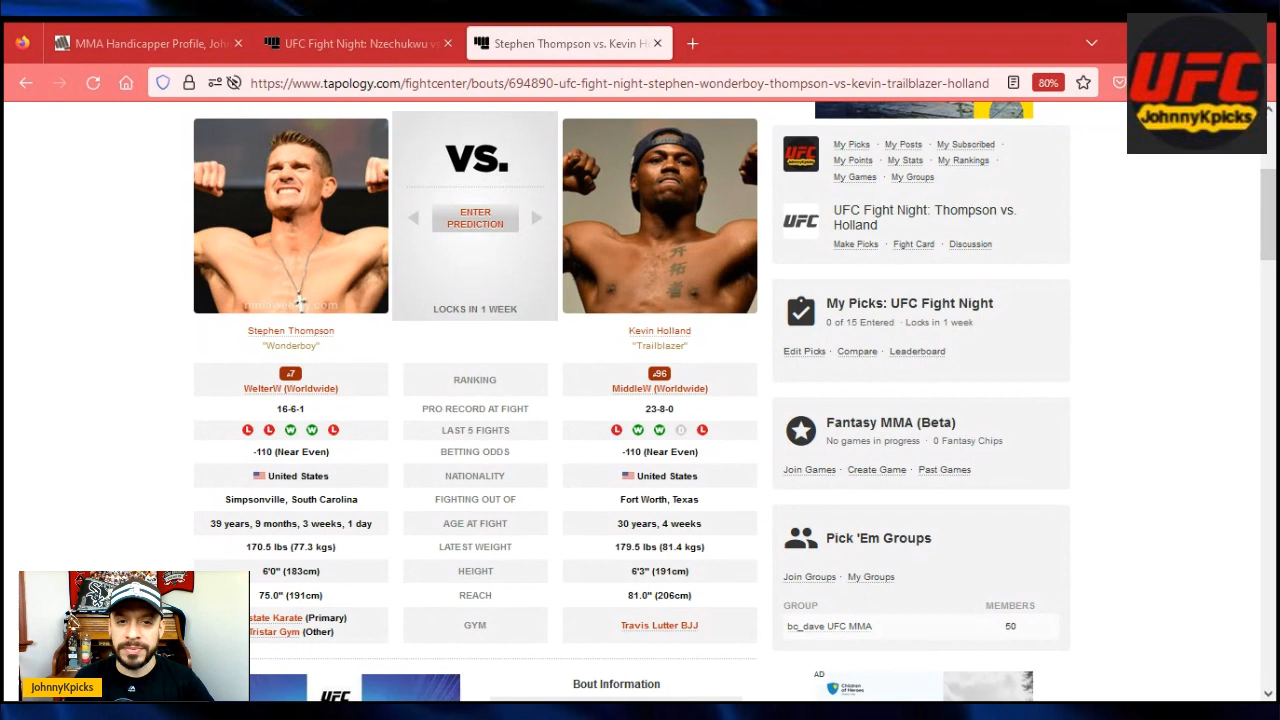 MMA Handicapper Profile, Joh
UFC Fight Night: Nzechukwu vs
Stephen Thompson vs. Kevin H
https://www.tapology.com/fightcenter/bouts/694890-ufc-fight-night-stephen-wonderboy-thompson-vs-kevin-trailblazer-holland
80%
UFC
JohnnyKpicks
VS.
ENTER
PREDICTION
LOCKS IN 1 WEEK
Stephen Thompson
"Wonderboy"
Kevin Holland
"Trailblazer"
7 RANKING 96
WelterW (Worldwide) MiddleW (Worldwide)
16-6-1 PRO RECORD AT FIGHT 23-8-0
L L W W L LAST 5 FIGHTS L W W D L
-110 (Near Even) BETTING ODDS -110 (Near Even)
United States NATIONALITY United States
Simpsonville, South Carolina FIGHTING OUT OF Fort Worth, Texas
39 years, 9 months, 3 weeks, 1 day AGE AT FIGHT 30 years, 4 weeks
170.5 lbs (77.3 kgs) LATEST WEIGHT 179.5 lbs (81.4 kgs)
6'0" (183cm) HEIGHT 6'3" (191cm)
75.0" (191cm) REACH 81.0" (206cm)
state Karate (Primary)
Tristar Gym (Other) GYM Travis Lutter BJJ
UFC
Bout Information
My Picks · My Posts · My Subscribed ·
My Points · My Stats · My Rankings ·
My Games · My Groups
UFC
UFC Fight Night: Thompson vs.
Holland
Make Picks · Fight Card · Discussion
My Picks: UFC Fight Night
0 of 15 Entered · Locks in 1 week
Edit Picks · Compare · Leaderboard
Fantasy MMA (Beta)
No games in progress · 0 Fantasy Chips
Join Games · Create Game · Past Games
Pick 'Em Groups
Join Groups · My Groups
GROUP MEMBERS
bc_dave UFC MMA 50
AD
Children
of Heroes
JohnnyKpicks